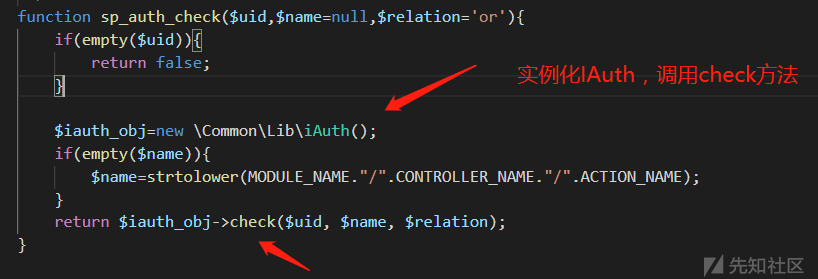 function sp_auth_check($uid,$name=null,$relation='or'){
if(empty($uid)){
return false;
}
实例化IAuth，调用check方法
$iauth_obj=new \Common\Lib\iAuth();
if(empty($name)){
$name=strtolower(MODULE_NAME."/".CONTROLLER_NAME."/".ACTION_NAME);
}
return $iauth_obj->check($uid, $name, $relation);
}
先知社区